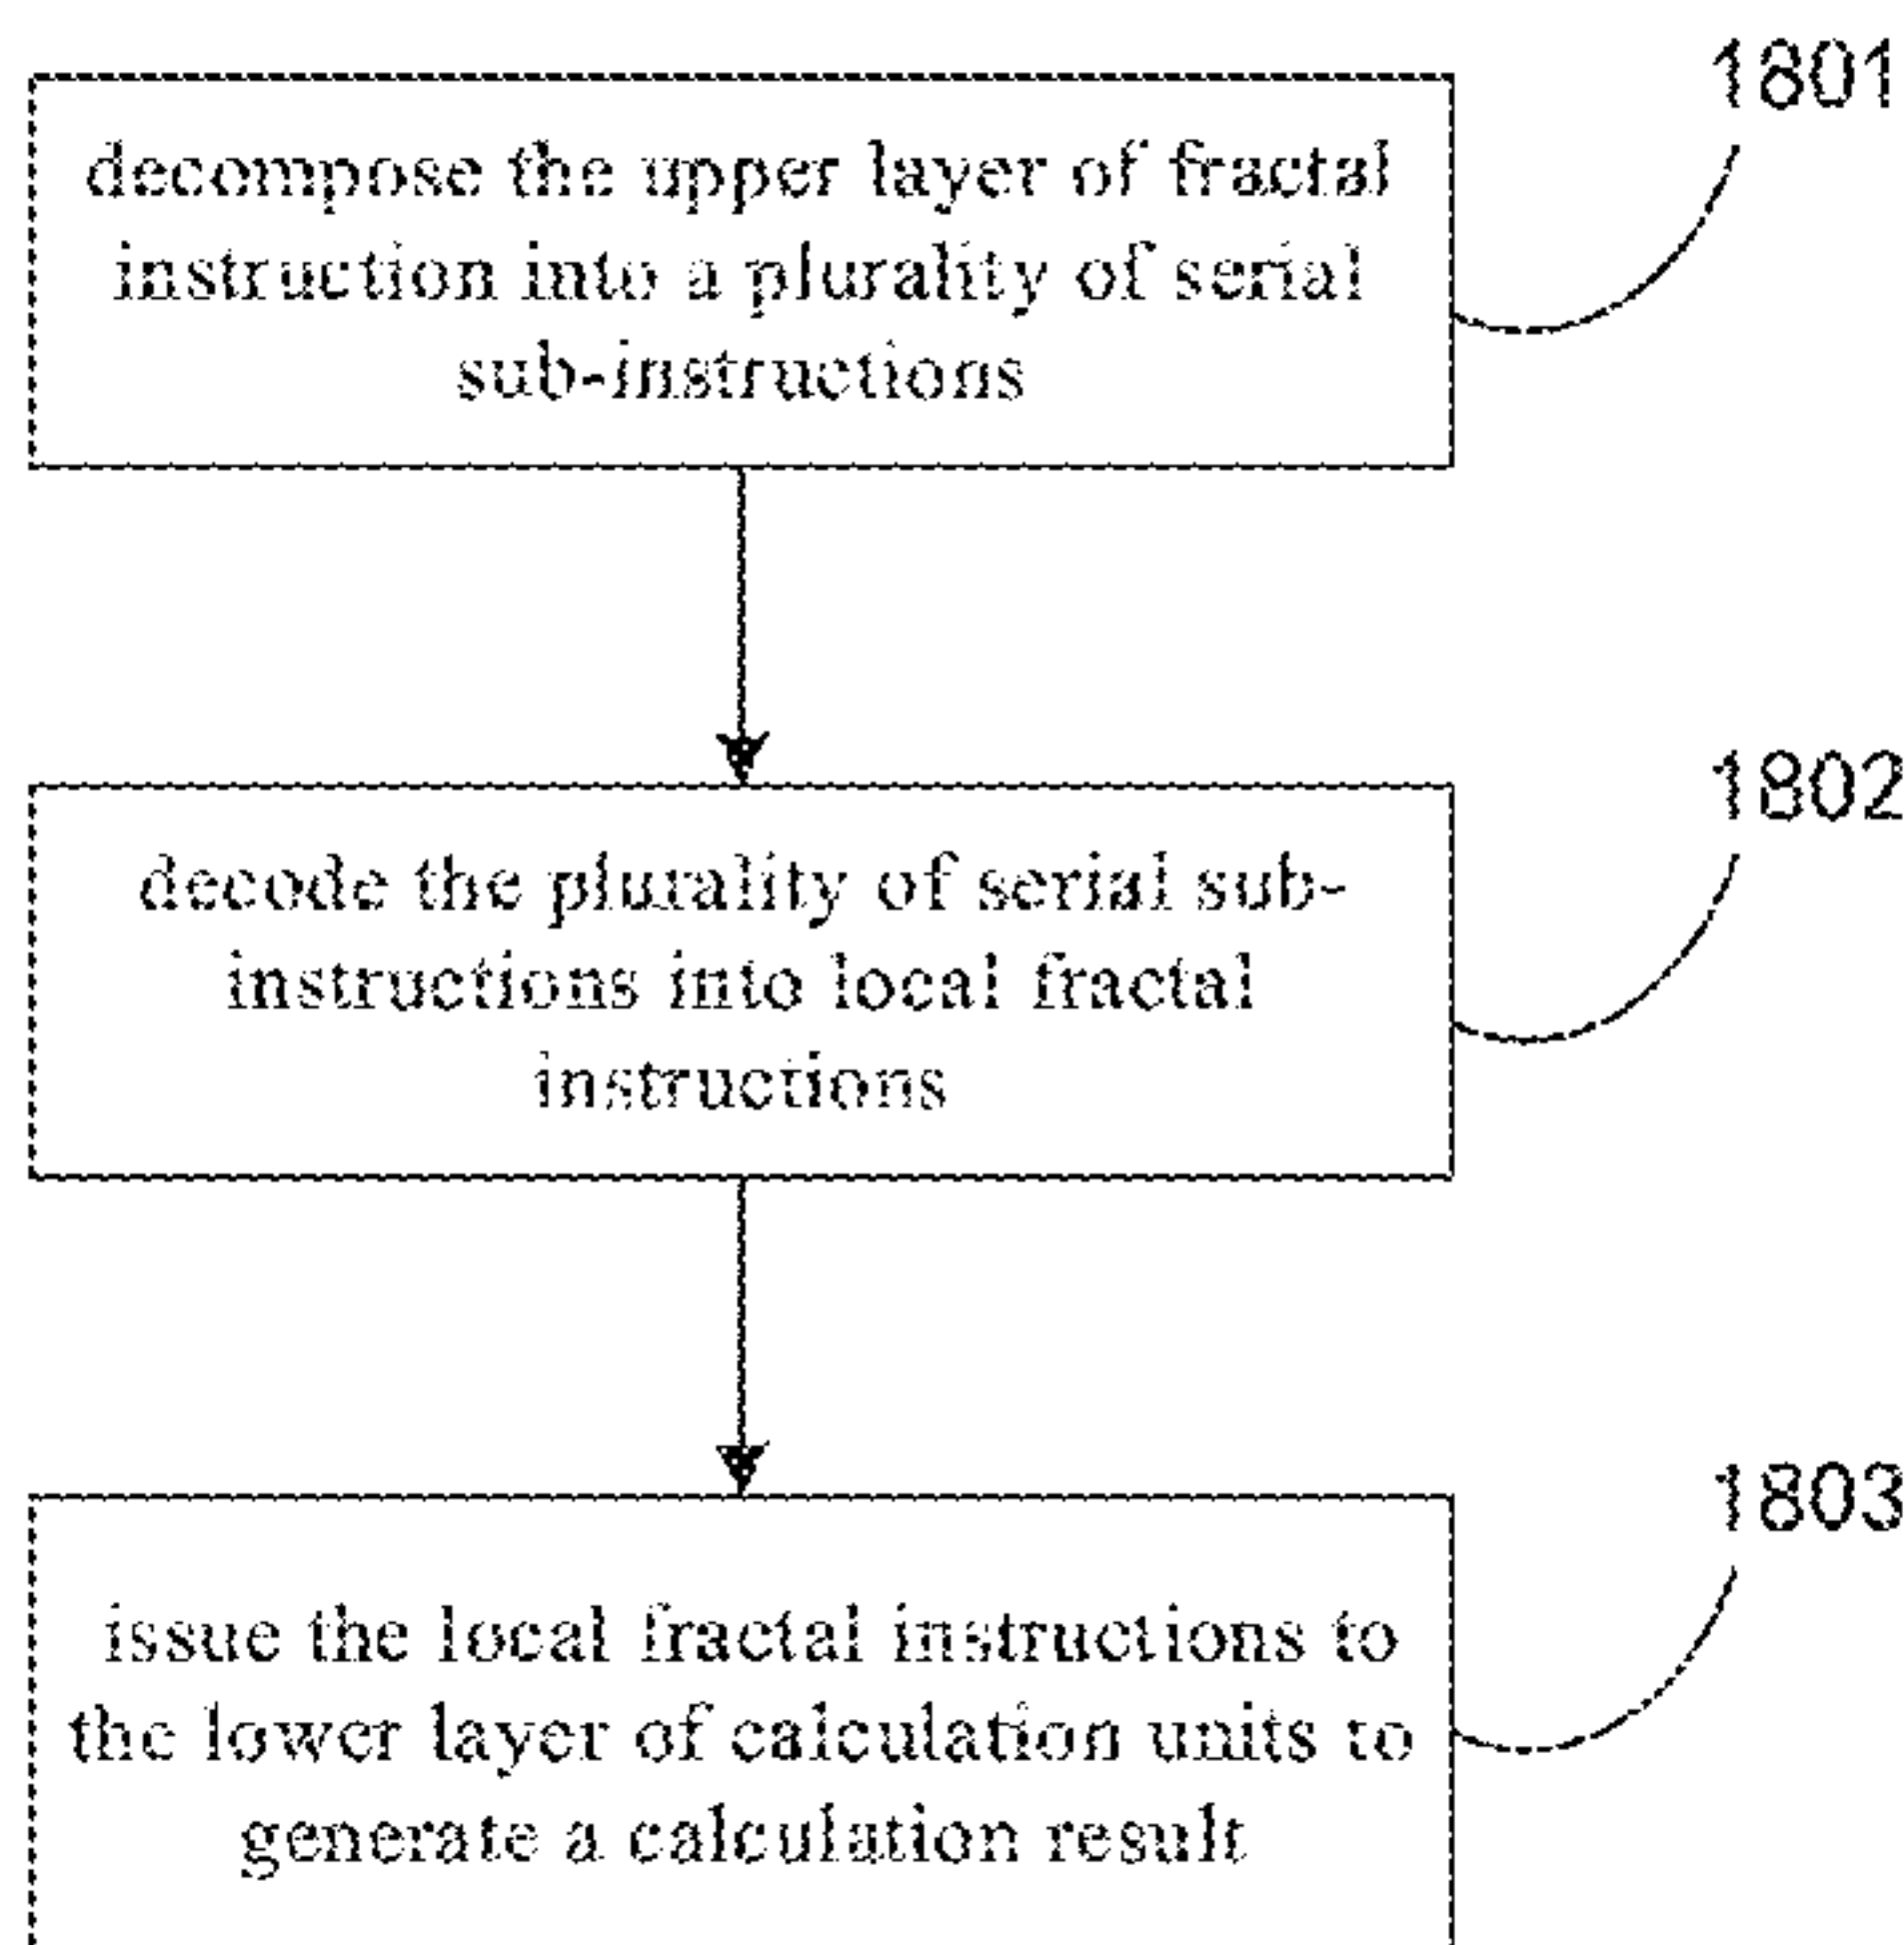 1801
decompose the upper layer of fractal
instruction into a plurality of serial
sub-instructions
1802
decode the plurality of serial sub-
instructions into local fractal
instructions
1803
issue the local fractal instructions to
the lower layer of calculation units to
generate a calculation result